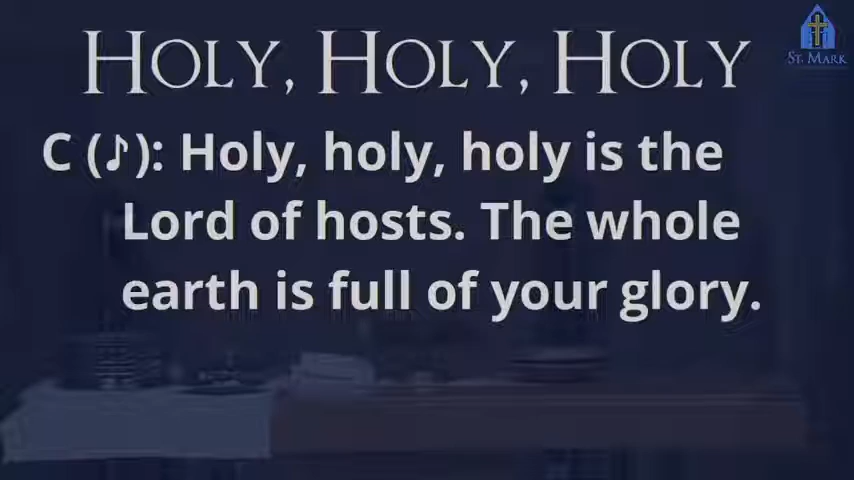 HOLY, HOLY, HOLY
ST. MARK
C (♪): Holy, holy, holy is the
Lord of hosts. The whole
earth is full of your glory.